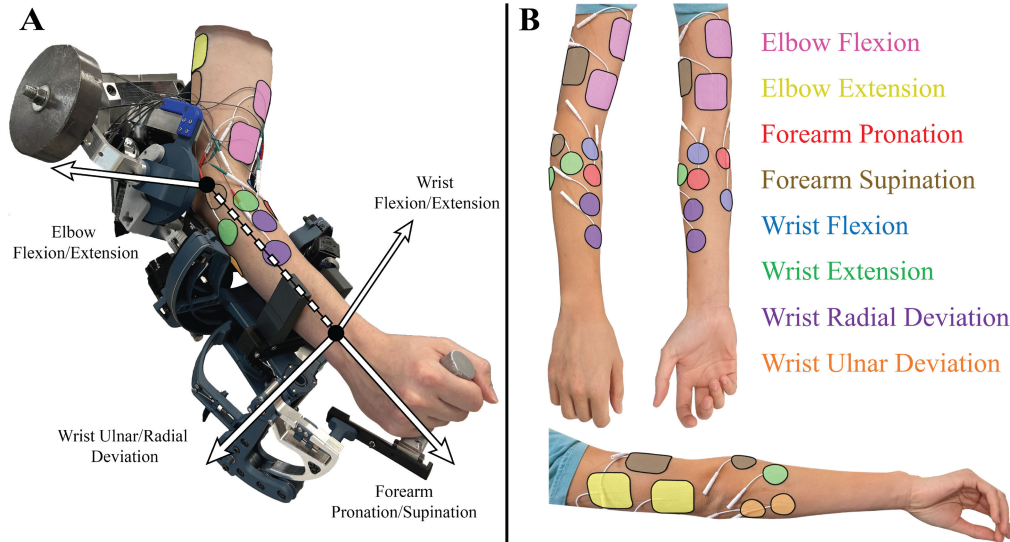 A
Elbow
Flexion/Extension
Wrist
Flexion/Extension
Wrist Ulnar/Radial
Deviation
Forearm
Pronation/Supination
B
Elbow Flexion
Elbow Extension
Forearm Pronation
Forearm Supination
Wrist Flexion
Wrist Extension
Wrist Radial Deviation
Wrist Ulnar Deviation